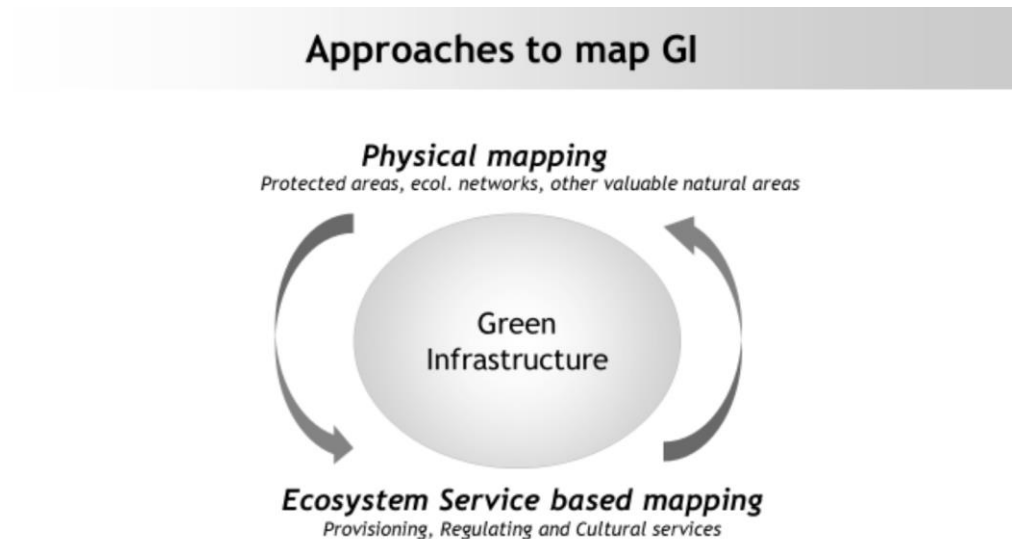 Approaches to map GI
Physical mapping
Protected areas, ecol. networks, other valuable natural areas
Green
Infrastructure
Ecosystem Service based mapping
Provisioning, Regulating and Cultural services